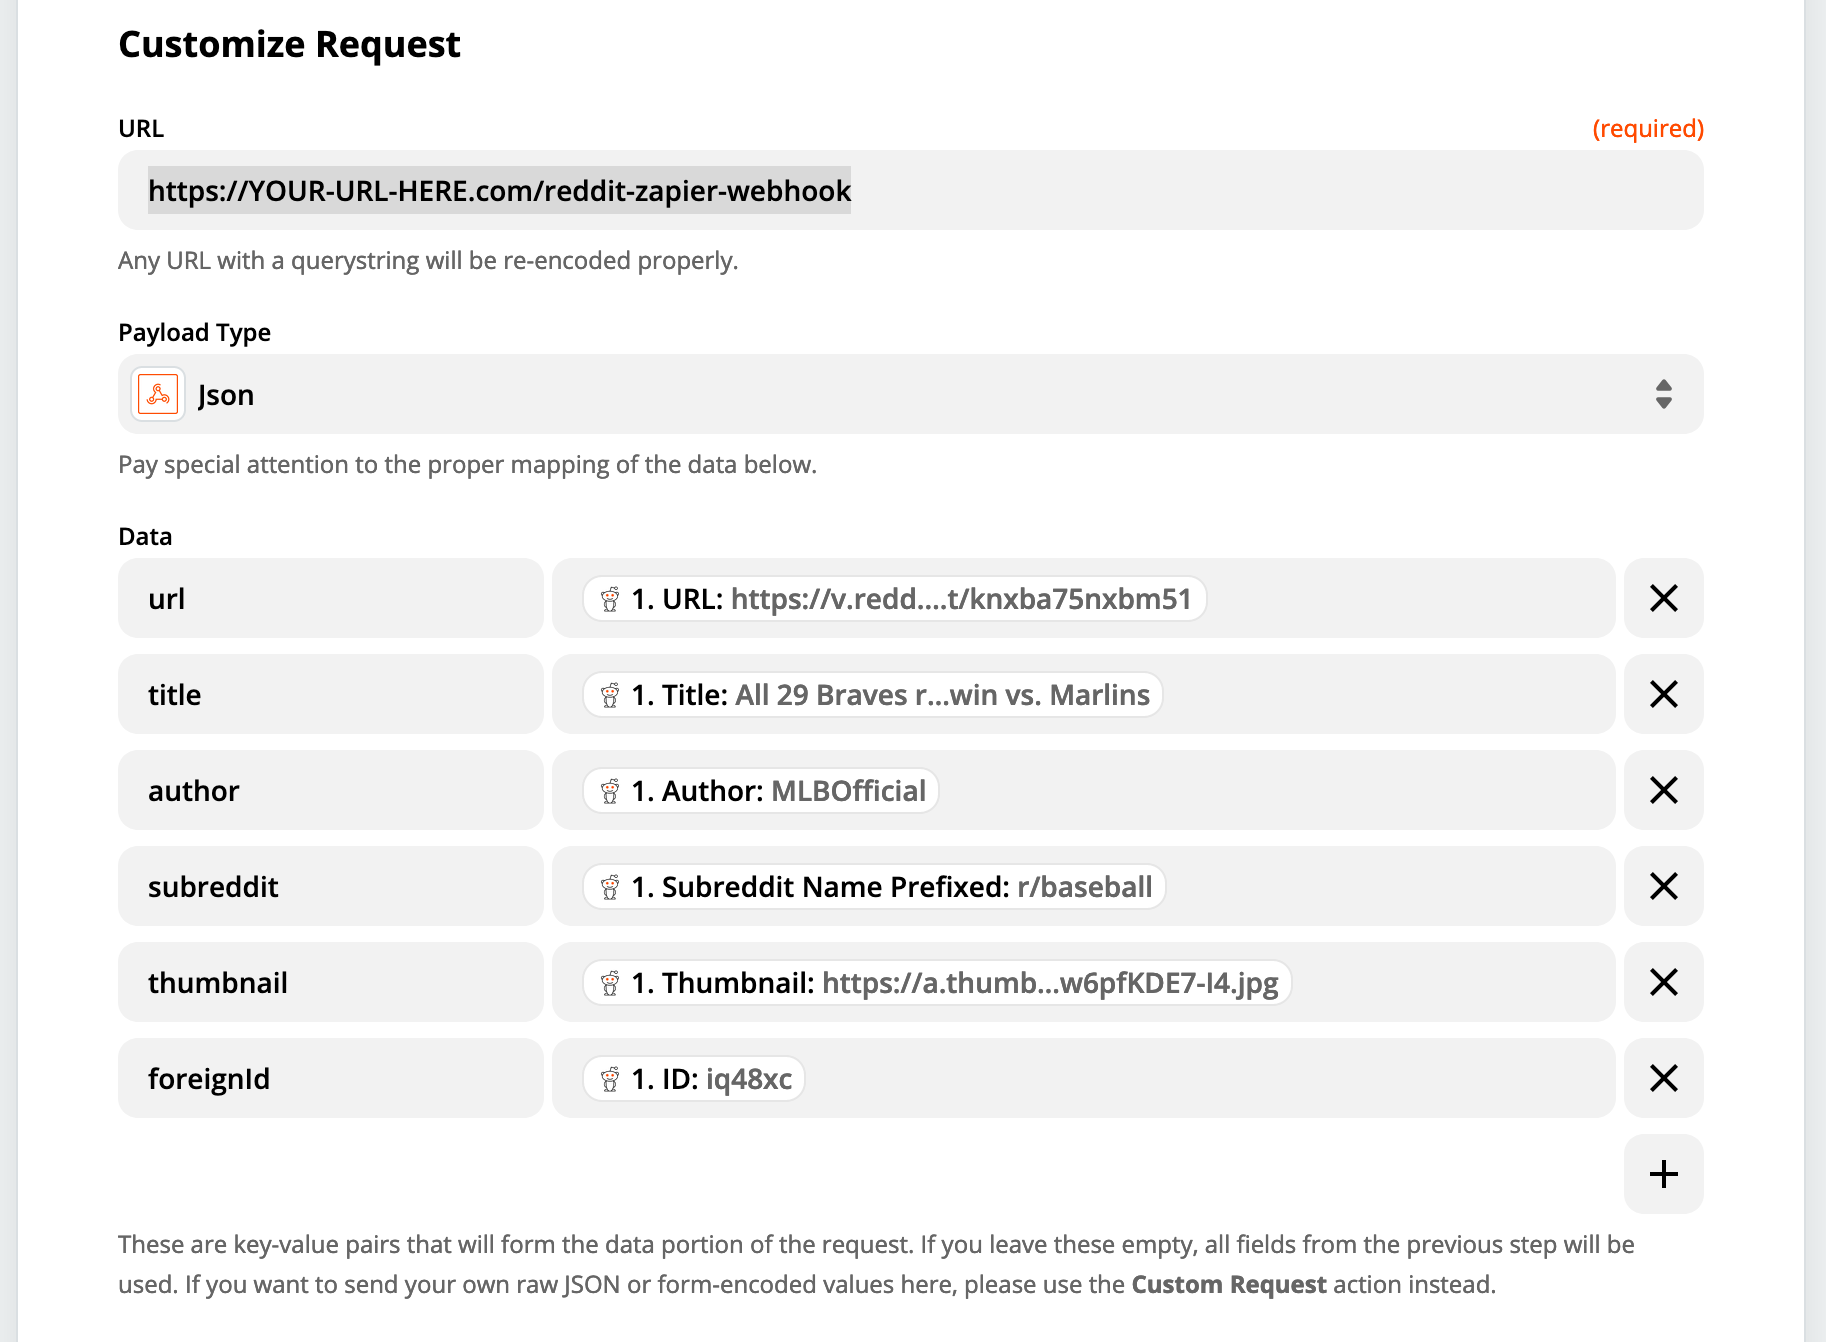 Customize Request
URL (required)
https://YOUR-URL-HERE.com/reddit-zapier-webhook
Any URL with a querystring will be re-encoded properly.
Payload Type
Json
Pay special attention to the proper mapping of the data below.
Data
url 1. URL: https://v.redd....t/knxba75nxbm51
title 1. Title: All 29 Braves r...win vs. Marlins
author 1. Author: MLBOfficial
subreddit 1. Subreddit Name Prefixed: r/baseball
thumbnail 1. Thumbnail: https://a.thumb...w6pfKDE7-I4.jpg
foreignId 1. ID: iq48xc
These are key-value pairs that will form the data portion of the request. If you leave these empty, all fields from the previous step will be
used. If you want to send your own raw JSON or form-encoded values here, please use the Custom Request action instead.